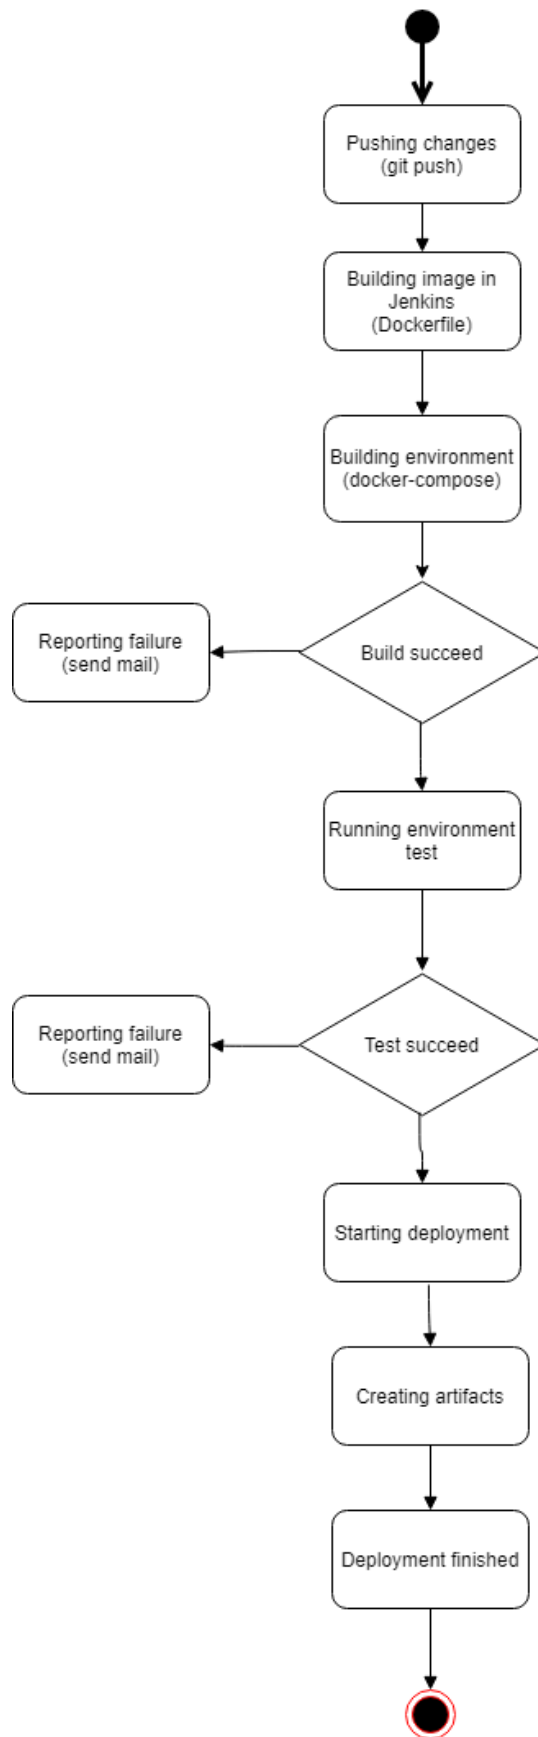 Pushing changes
(git push)
Building image in
Jenkins
(Dockerfile)
Building environment
(docker-compose)
Reporting failure
(send mail)
Build succeed
Running environment
test
Reporting failure
(send mail)
Test succeed
Starting deployment
Creating artifacts
Deployment finished